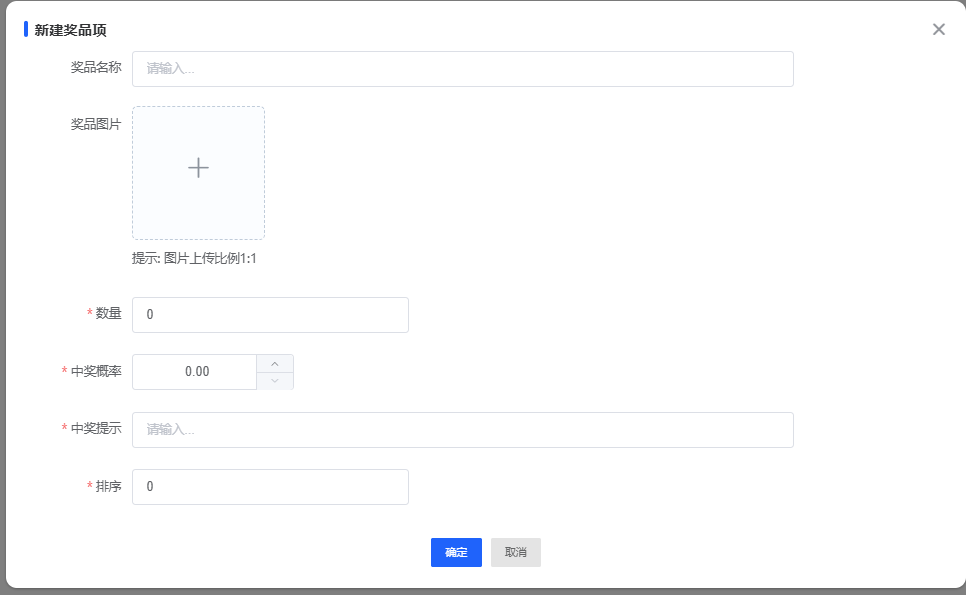 新建奖品项
奖品名称
请输入...
奖品图片
提示: 图片上传比例1:1
* 数量
0
* 中奖概率
0.00
* 中奖提示
请输入...
* 排序
0
确定
取消